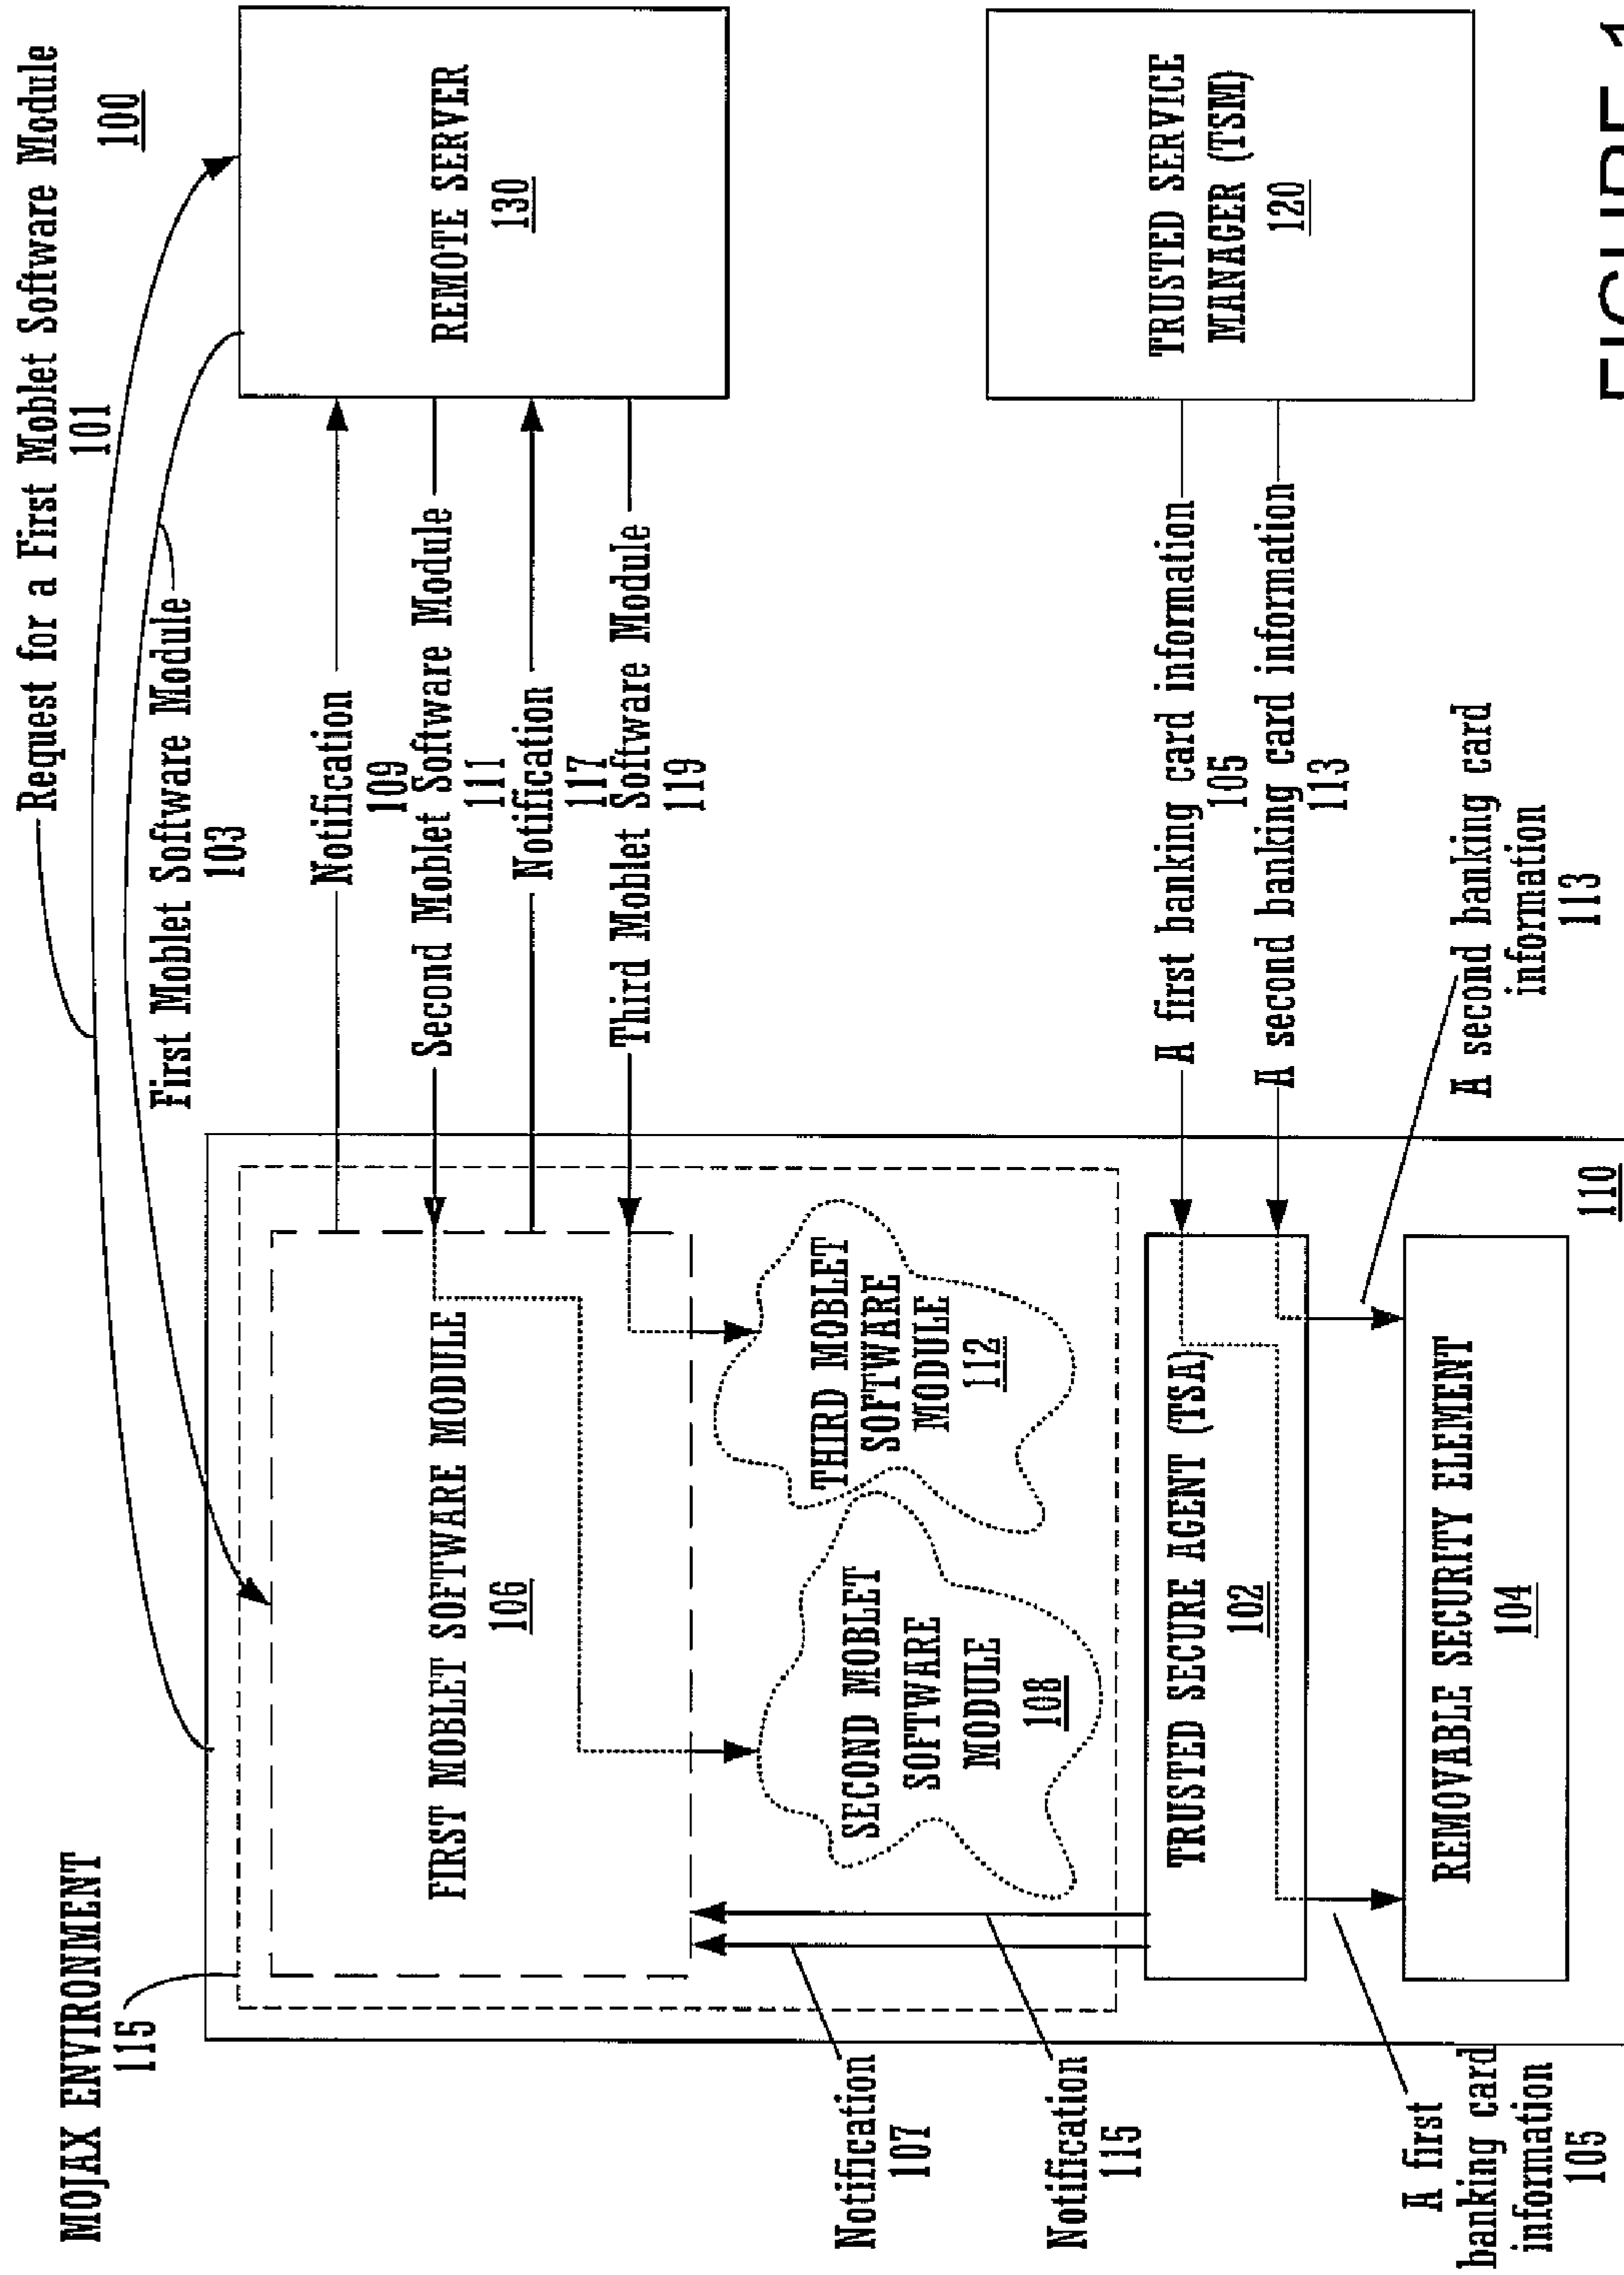 Request for a First Moblet Software Module
101
100
First Moblet Software Module
103
MOJAX ENVIRONMENT
115
FIRST MOBLET SOFTWARE MODULE
106
Notification
109
Second Moblet Software Module
111
Notification
117
Third Moblet Software Module
119
REMOTE SERVER
130
SECOND MOBLET
SOFTWARE
MODULE
108
THIRD MOBLET
SOFTWARE
MODULE
112
Notification
107
Notification
115
TRUSTED SECURE AGENT (TSA)
102
A first banking card information
105
A second banking card information
113
TRUSTED SERVICE
MANAGER (TSM)
120
REMOVABLE SECURITY ELEMENT
104
A first
banking card
information
105
A second banking card
information
113
110
FIGURE 1